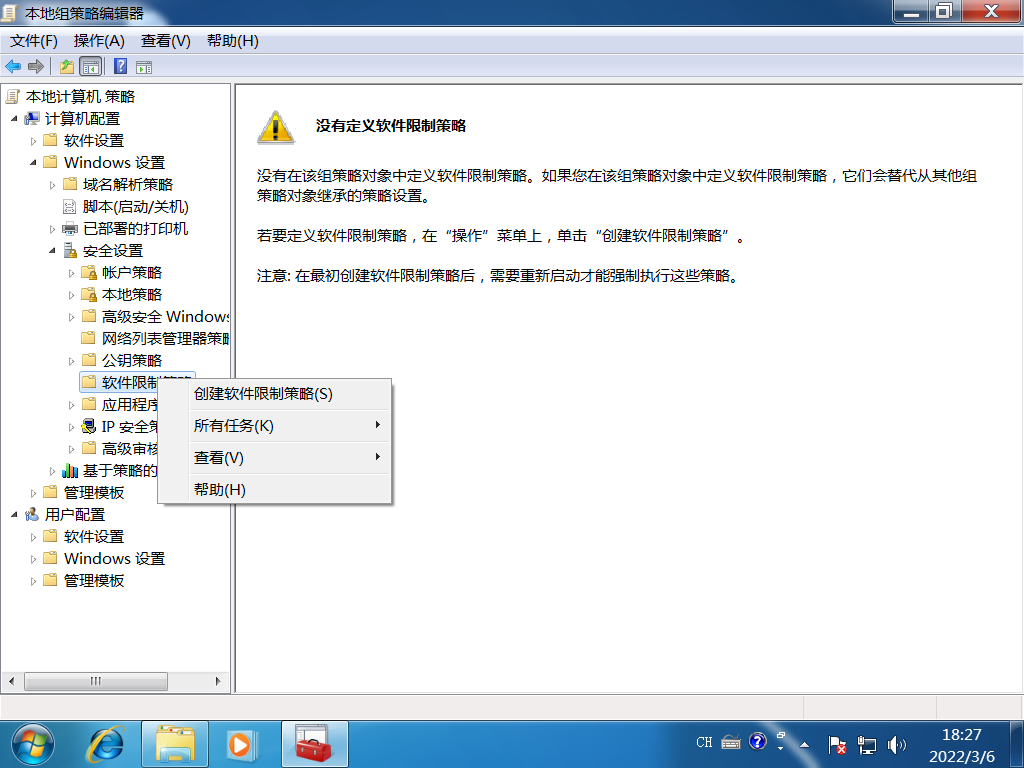 本地组策略编辑器
文件(F) 操作(A) 查看(V) 帮助(H)
本地计算机 策略
计算机配置
软件设置
Windows 设置
域名解析策略
脚本(启动/关机)
已部署的打印机
安全设置
帐户策略
本地策略
高级安全 Windows
网络列表管理器策略
公钥策略
软件限制策略
应用程序
IP 安全策
高级审核
基于策略的
管理模板
用户配置
软件设置
Windows 设置
管理模板
创建软件限制策略(S)
所有任务(K)
查看(V)
帮助(H)
没有定义软件限制策略
没有在该组策略对象中定义软件限制策略。如果您在该组策略对象中定义软件限制策略，它们会替代从其他组
策略对象继承的策略设置。
若要定义软件限制策略，在“操作”菜单上，单击“创建软件限制策略”。
注意: 在最初创建软件限制策略后，需要重新启动才能强制执行这些策略。
CH
18:27
2022/3/6